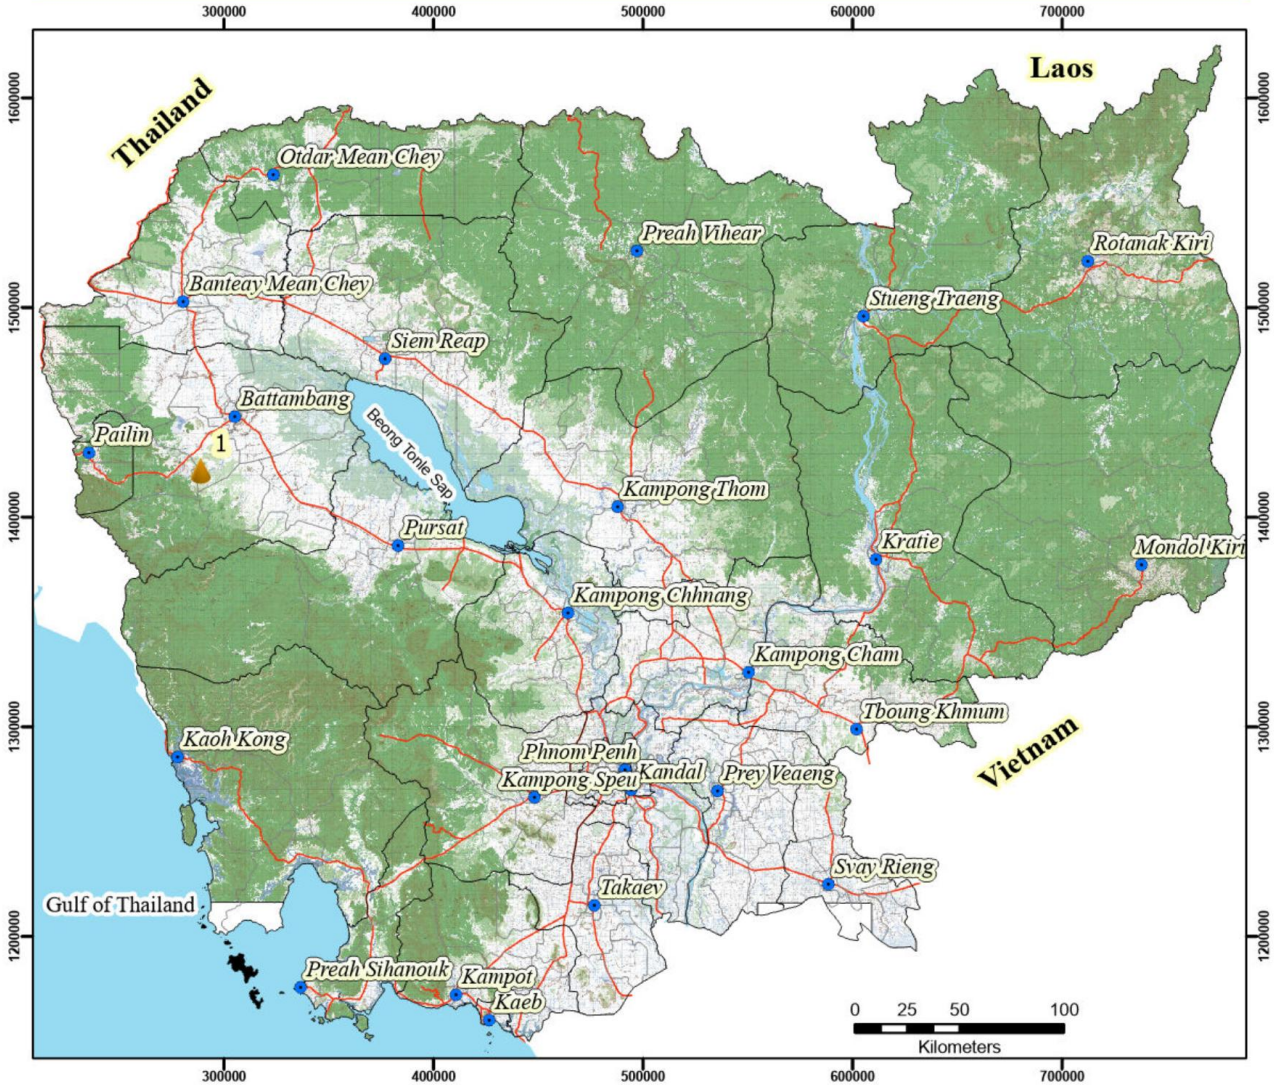 300000 400000 500000 600000 700000
Laos
1600000 1600000
Thailand
Otdar Mean Chey
Preah Vihear
Rotanak Kiri
Banteay Mean Chey
Stueng Traeng
1500000 1500000
Siem Reap
Battambang
Beong Tonle Sap
Pailin
1
Kampong Thom
1400000 1400000
Pursat
Kratie
Mondol Kiri
Kampong Chhnang
Kampong Cham
Tboung Khmum
1300000 1300000
Kaoh Kong
Vietnam
Phnom Penh
Kampong Speu Kandal Prey Veaeng
Svay Rieng
Takaev
Gulf of Thailand
1200000 1200000
Preah Sihanouk
Kampot
Kaeb
0 25 50 100
Kilometers
300000 400000 500000 600000 700000